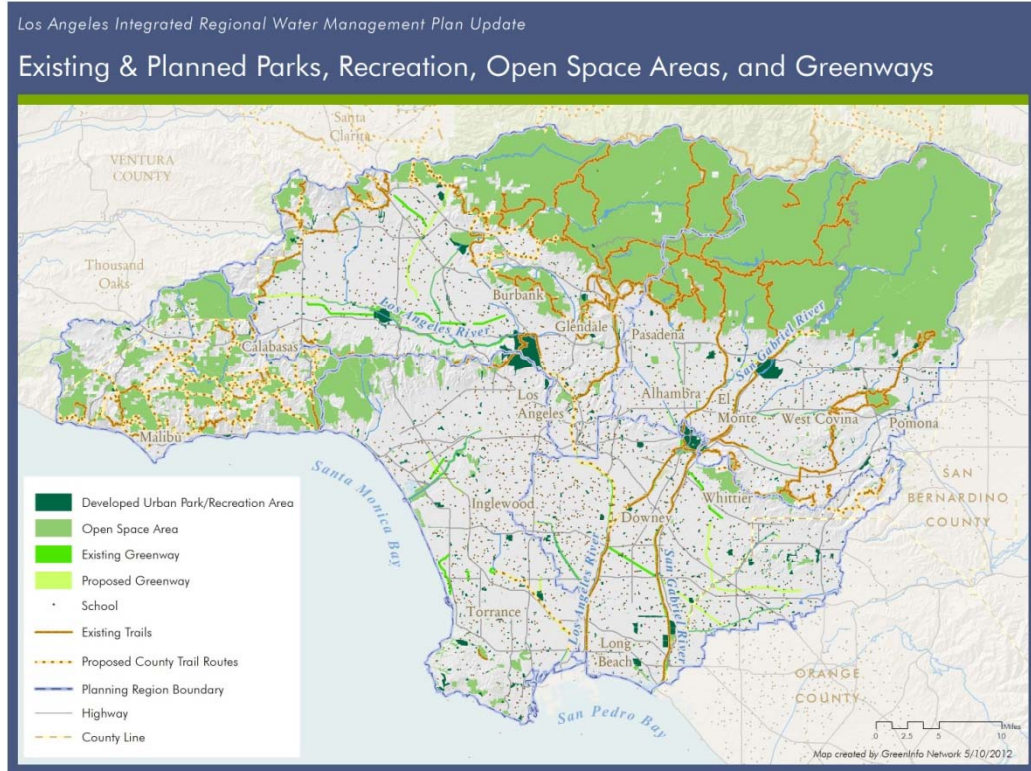 Los Angeles Integrated Regional Water Management Plan Update
Existing & Planned Parks, Recreation, Open Space Areas, and Greenways
Santa
Clarita
VENTURA
COUNTY
Thousand
Oaks
Burbank
Los Angeles River
Glendale
Pasadena
San Gabriel River
Calabasas
Alhambra
El
Monte
West Covina
Pomona
Los
Angeles
Malibu
SAN
BERNARDINO
COUNTY
Santa Monica Bay
Inglewood
Whittier
Downey
Los Angeles River
San Gabriel River
Torrance
Long
Beach
ORANGE
COUNTY
San Pedro Bay
Developed Urban Park/Recreation Area
Open Space Area
Existing Greenway
Proposed Greenway
School
Existing Trails
Proposed County Trail Routes
Planning Region Boundary
Highway
County Line
Miles
0 2.5 5 10
Map created by GreenInfo Network 5/10/2012